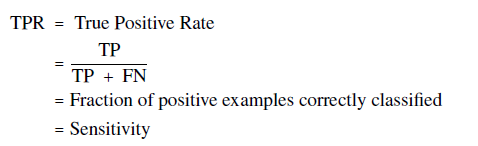 TPR = True Positive Rate
= TP / TP + FN
= Fraction of positive examples correctly classified
= Sensitivity